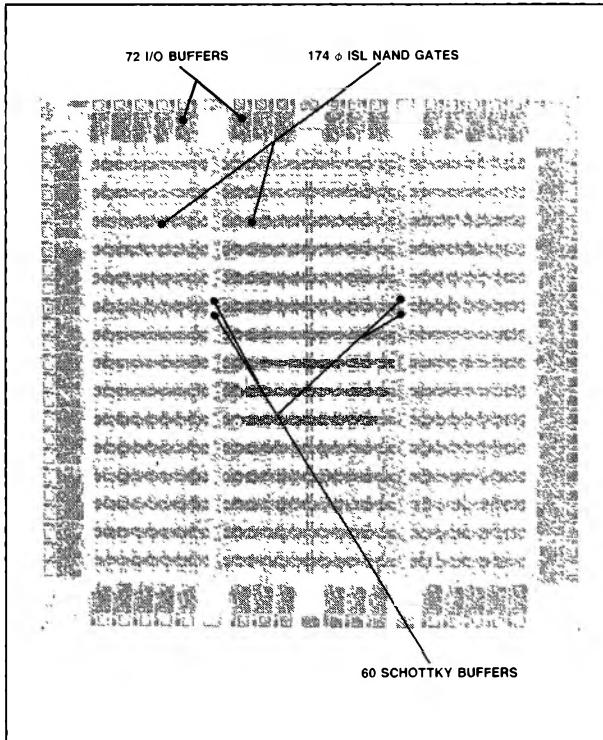 72 I/O BUFFERS
174 φ ISL NAND GATES
60 SCHOTTKY BUFFERS